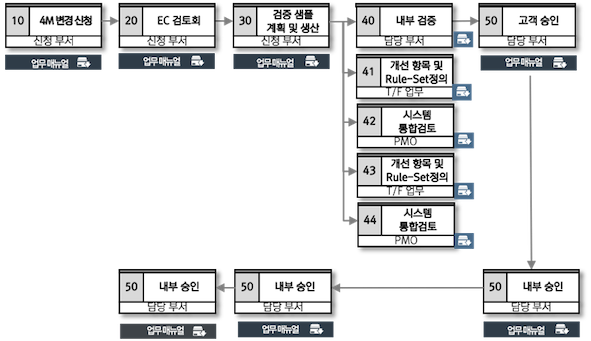 10 4M 변경 신청
신청 부서
업무 매뉴얼
20 EC 검토회
신청 부서
업무 매뉴얼
30 검증 샘플
계획 및 생산
신청 부서
업무 매뉴얼
40 내부 검증
담당 부서
50 고객 승인
담당 부서
업무 매뉴얼
41 개선 항목 및
Rule-Set정의
T/F 업무
42 시스템
통합검토
PMO
43 개선 항목 및
Rule-Set정의
T/F 업무
44 시스템
통합검토
PMO
50 내부 승인
담당 부서
업무 매뉴얼
50 내부 승인
담당 부서
업무 매뉴얼
50 내부 승인
담당 부서
업무 매뉴얼